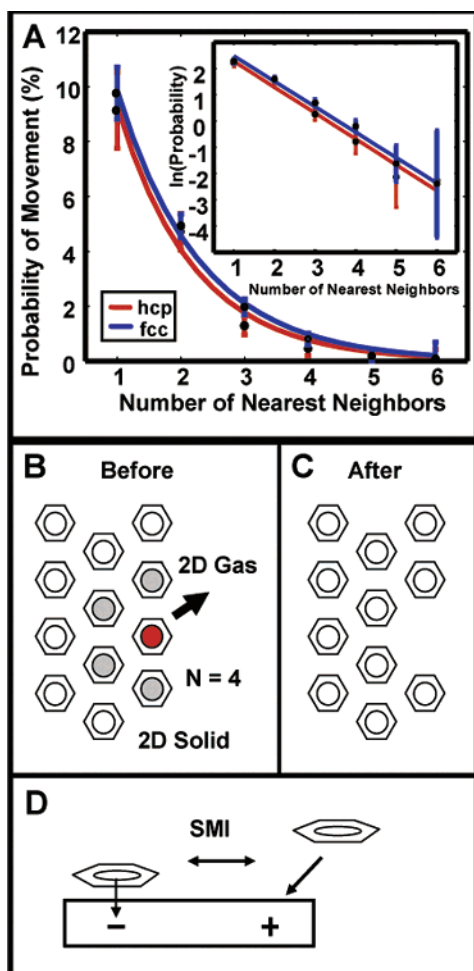 A
Probability of Movement (%)
10
8
6
4
2
0
1 2 3 4 5 6
Number of Nearest Neighbors
hcp
fcc
ln(Probability)
2
1
0
-1
-2
-3
-4
1 2 3 4 5 6
Number of Nearest Neighbors
B
Before
2D Gas
N = 4
2D Solid
C
After
D
SMI
−
+